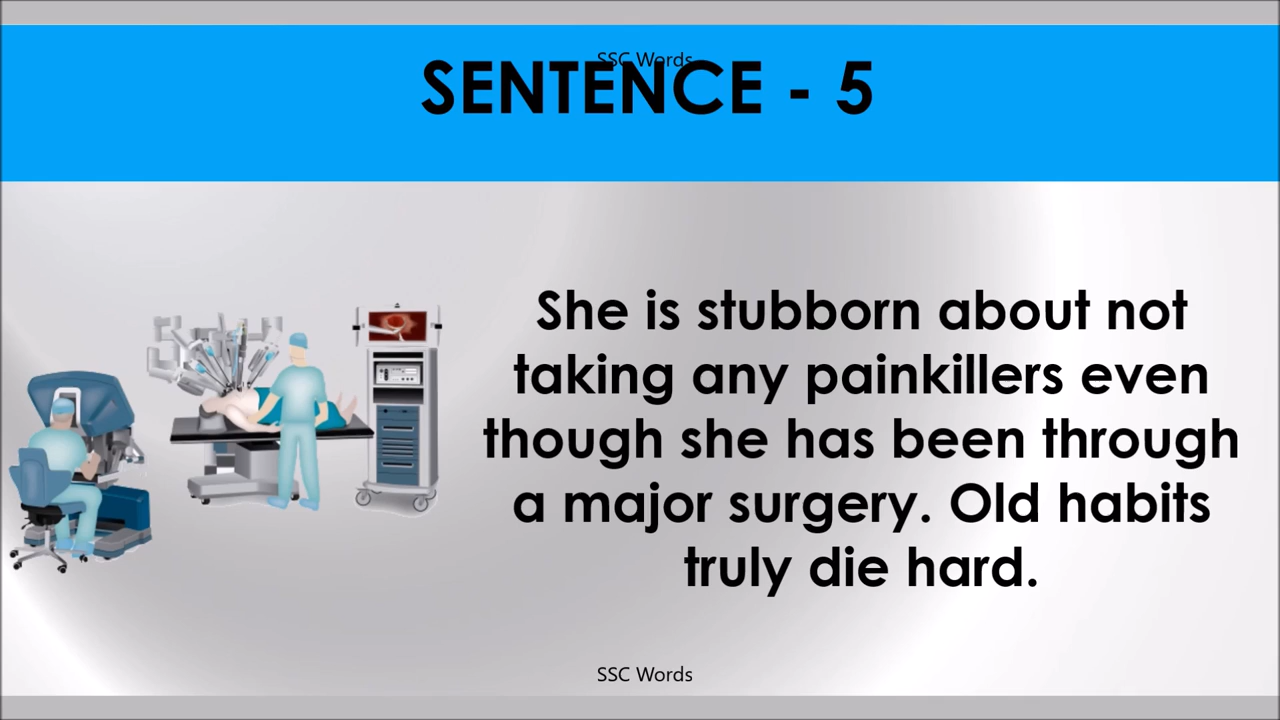 SSC Words
SENTENCE - 5
She is stubborn about not
taking any painkillers even
though she has been through
a major surgery. Old habits
truly die hard.
SSC Words